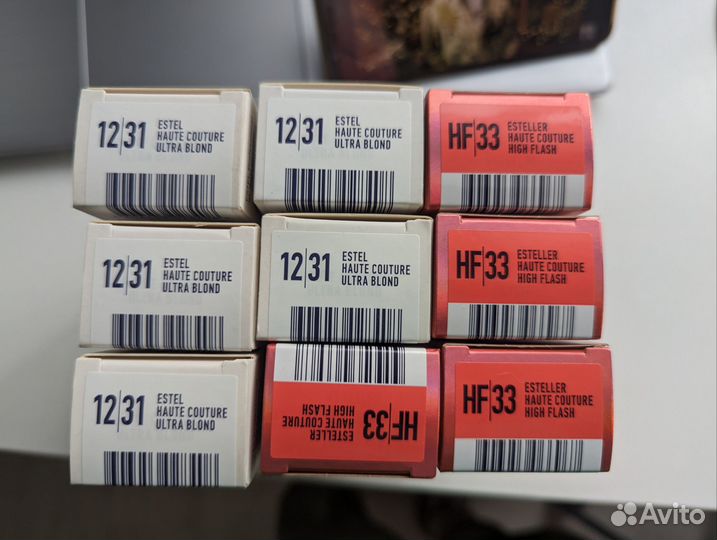 12|31
ESTEL
HAUTE COUTURE
ULTRA BLOND
12|31
ESTEL
HAUTE COUTURE
ULTRA BLOND
HF|33
ESTELLER
HAUTE COUTURE
HIGH FLASH
12|31
ESTEL
HAUTE COUTURE
ULTRA BLOND
12|31
ESTEL
HAUTE COUTURE
ULTRA BLOND
HF|33
ESTELLER
HAUTE COUTURE
HIGH FLASH
12|31
ESTEL
HAUTE COUTURE
ULTRA BLOND
HF|33
ESTELLER
HAUTE COUTURE
HIGH FLASH
HF|33
ESTELLER
HAUTE COUTURE
HIGH FLASH
Avito